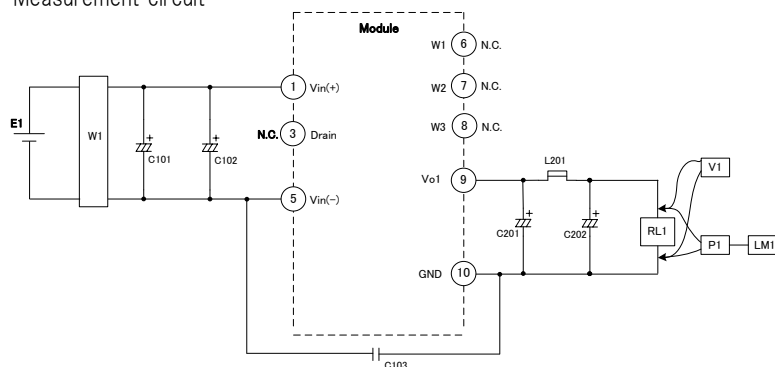 Measurement circuit
Module
W1 6 N.C.
1 Vin(+)
W2 7 N.C.
E1
W1
N.C. 3 Drain
W3 8 N.C.
C101
C102
L201
Vo1 9
V1
5 Vin(-)
C201
C202
RL1
P1
LM1
GND 10
C103